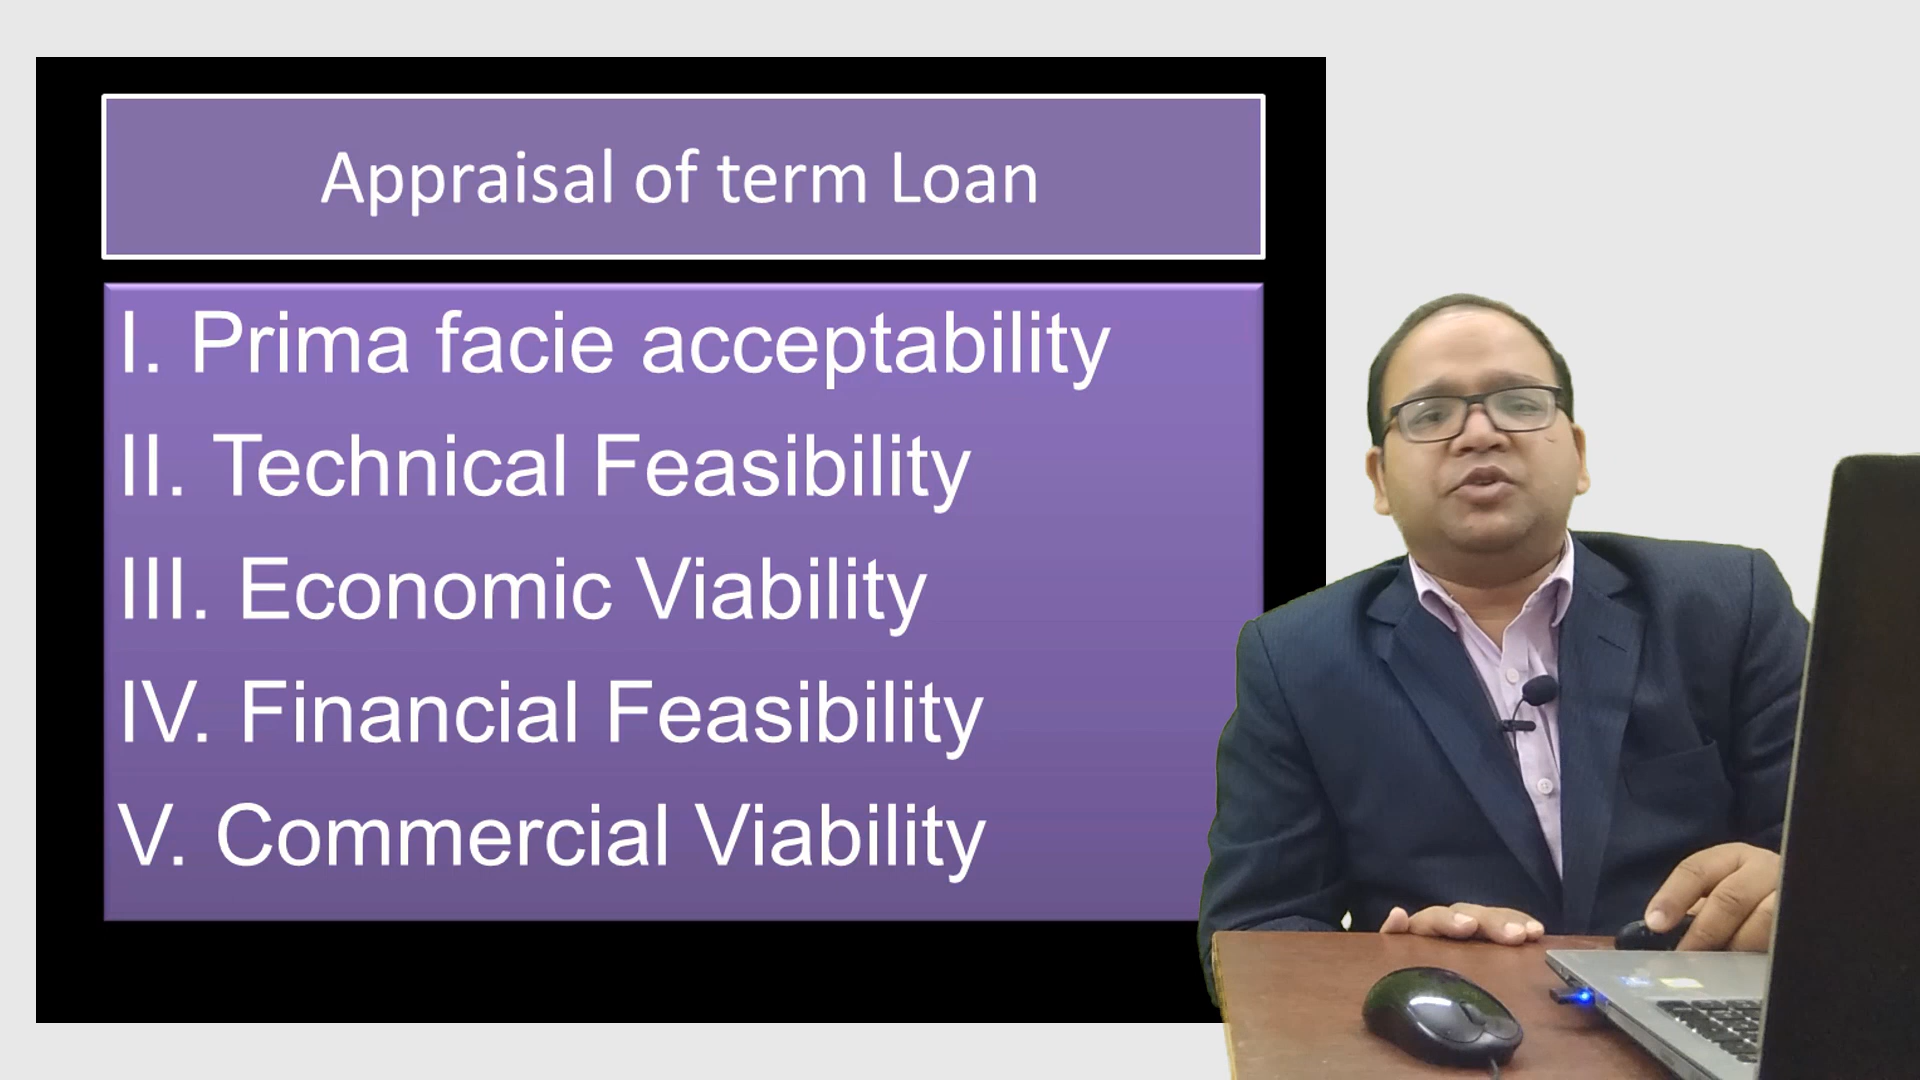 Appraisal of term Loan
I. Prima facie acceptability
II. Technical Feasibility
III. Economic Viability
IV. Financial Feasibility
V. Commercial Viability